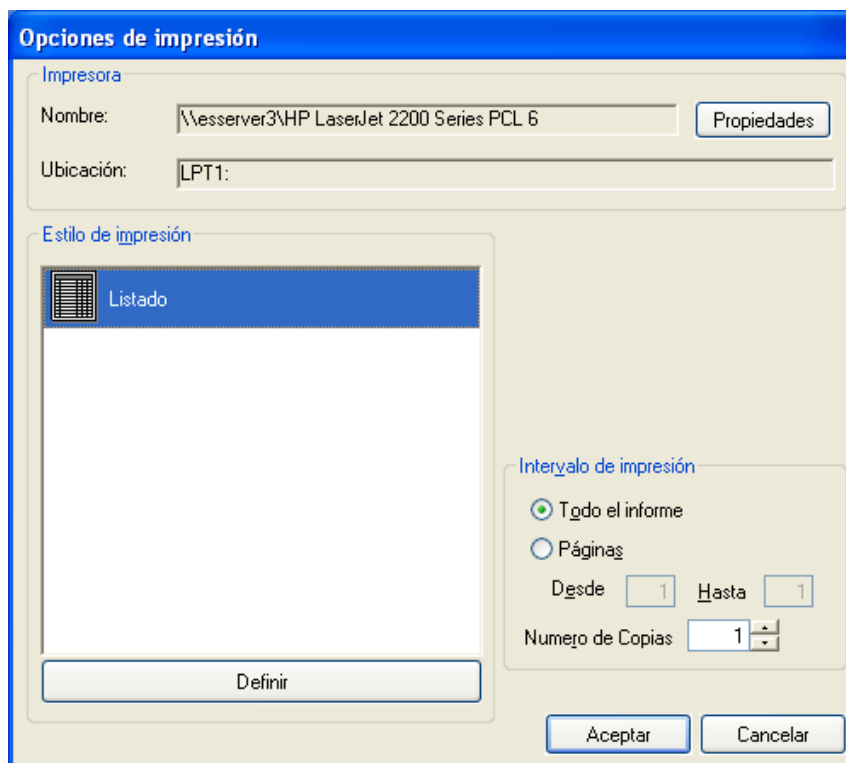 Opciones de impresión
Impresora
Nombre: \\esserver3\HP LaserJet 2200 Series PCL 6 Propiedades
Ubicación: LPT1:
Estilo de impresión
Listado
Intervalo de impresión
Todo el informe
Páginas
Desde 1 Hasta 1
Numero de Copias 1
Definir
Aceptar Cancelar